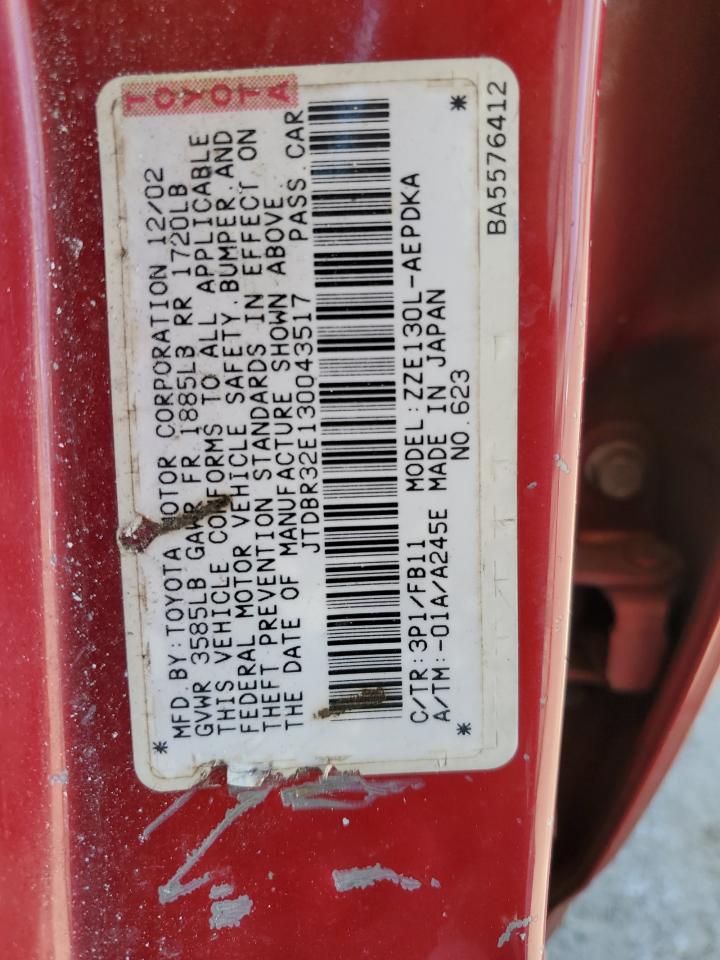 TOYOTA
* MFD BY:TOYOTA MOTOR CORPORATION 12/02
GVWR 3585LB GAWR FR 1885LB RR 1720LB
THIS VEHICLE CONFORMS TO ALL APPLICABLE
FEDERAL MOTOR VEHICLE SAFETY, BUMPER, AND
THEFT PREVENTION STANDARDS IN EFFECT ON
THE DATE OF MANUFACTURE SHOWN ABOVE.
JTDBR32E130043517 PASS. CAR
C/TR:3P1/FB11 MODEL:ZZE130L-AEPDKA
A/TM:-01A/A245E MADE IN JAPAN
* NO.623 *
BA5576412